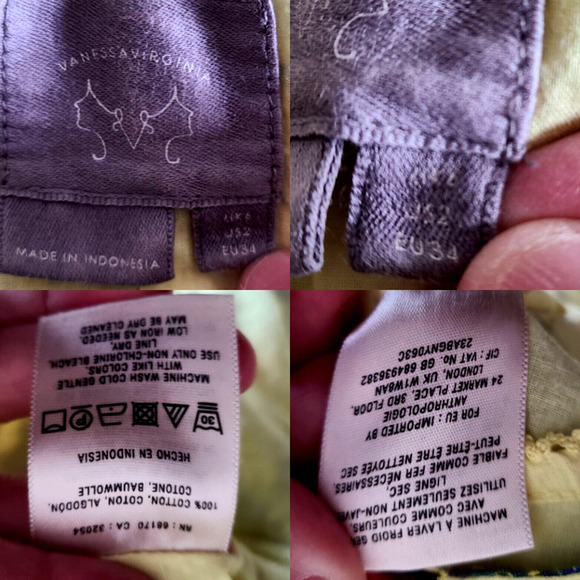 VANESSAVIRGINIA
MADE IN INDONESIA
UK6
US2
EU34
US2
EU34
RN : 66170 CA : 32054
100% COTTON, COTON, ALGODÓN,
COTONE, BAUMWOLLE
HECHO EN INDONESIA
30
MACHINE WASH COLD GENTLE
WITH LIKE COLORS.
USE ONLY NON-CHLORINE BLEACH.
LINE DRY.
LOW IRON AS NEEDED.
MAY BE DRY CLEANED
MACHINE À LAVER FROID
AVEC COMME COULEURS
UTILISEZ SEULEMENT
LIGNE SEC,
FAIBLE COMME FER NÉCESSAIRES,
PEUT-ÊTRE ÊTRE NETTOYÉE SEC
FOR EU : IMPORTED BY
ANTHROPOLOGIE
24 MARKET PLACE, 3RD FLOOR,
LONDON, UK W1W8AN
CIF : VAT No. GB 684936382
23ABGNY063C